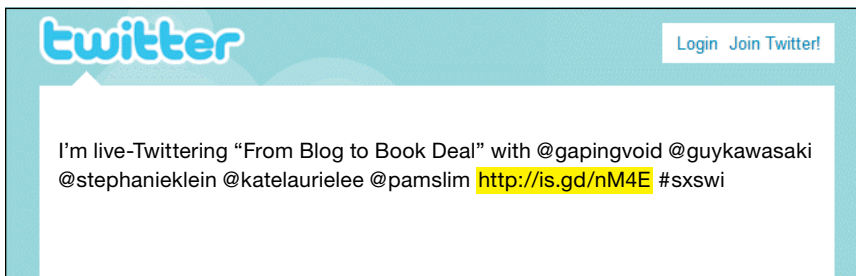 twitter
Login Join Twitter!
I'm live-Twittering “From Blog to Book Deal” with @gapingvoid @guykawasaki
@stephanieklein @katelaurielee @pamslim http://is.gd/nM4E #sxswi